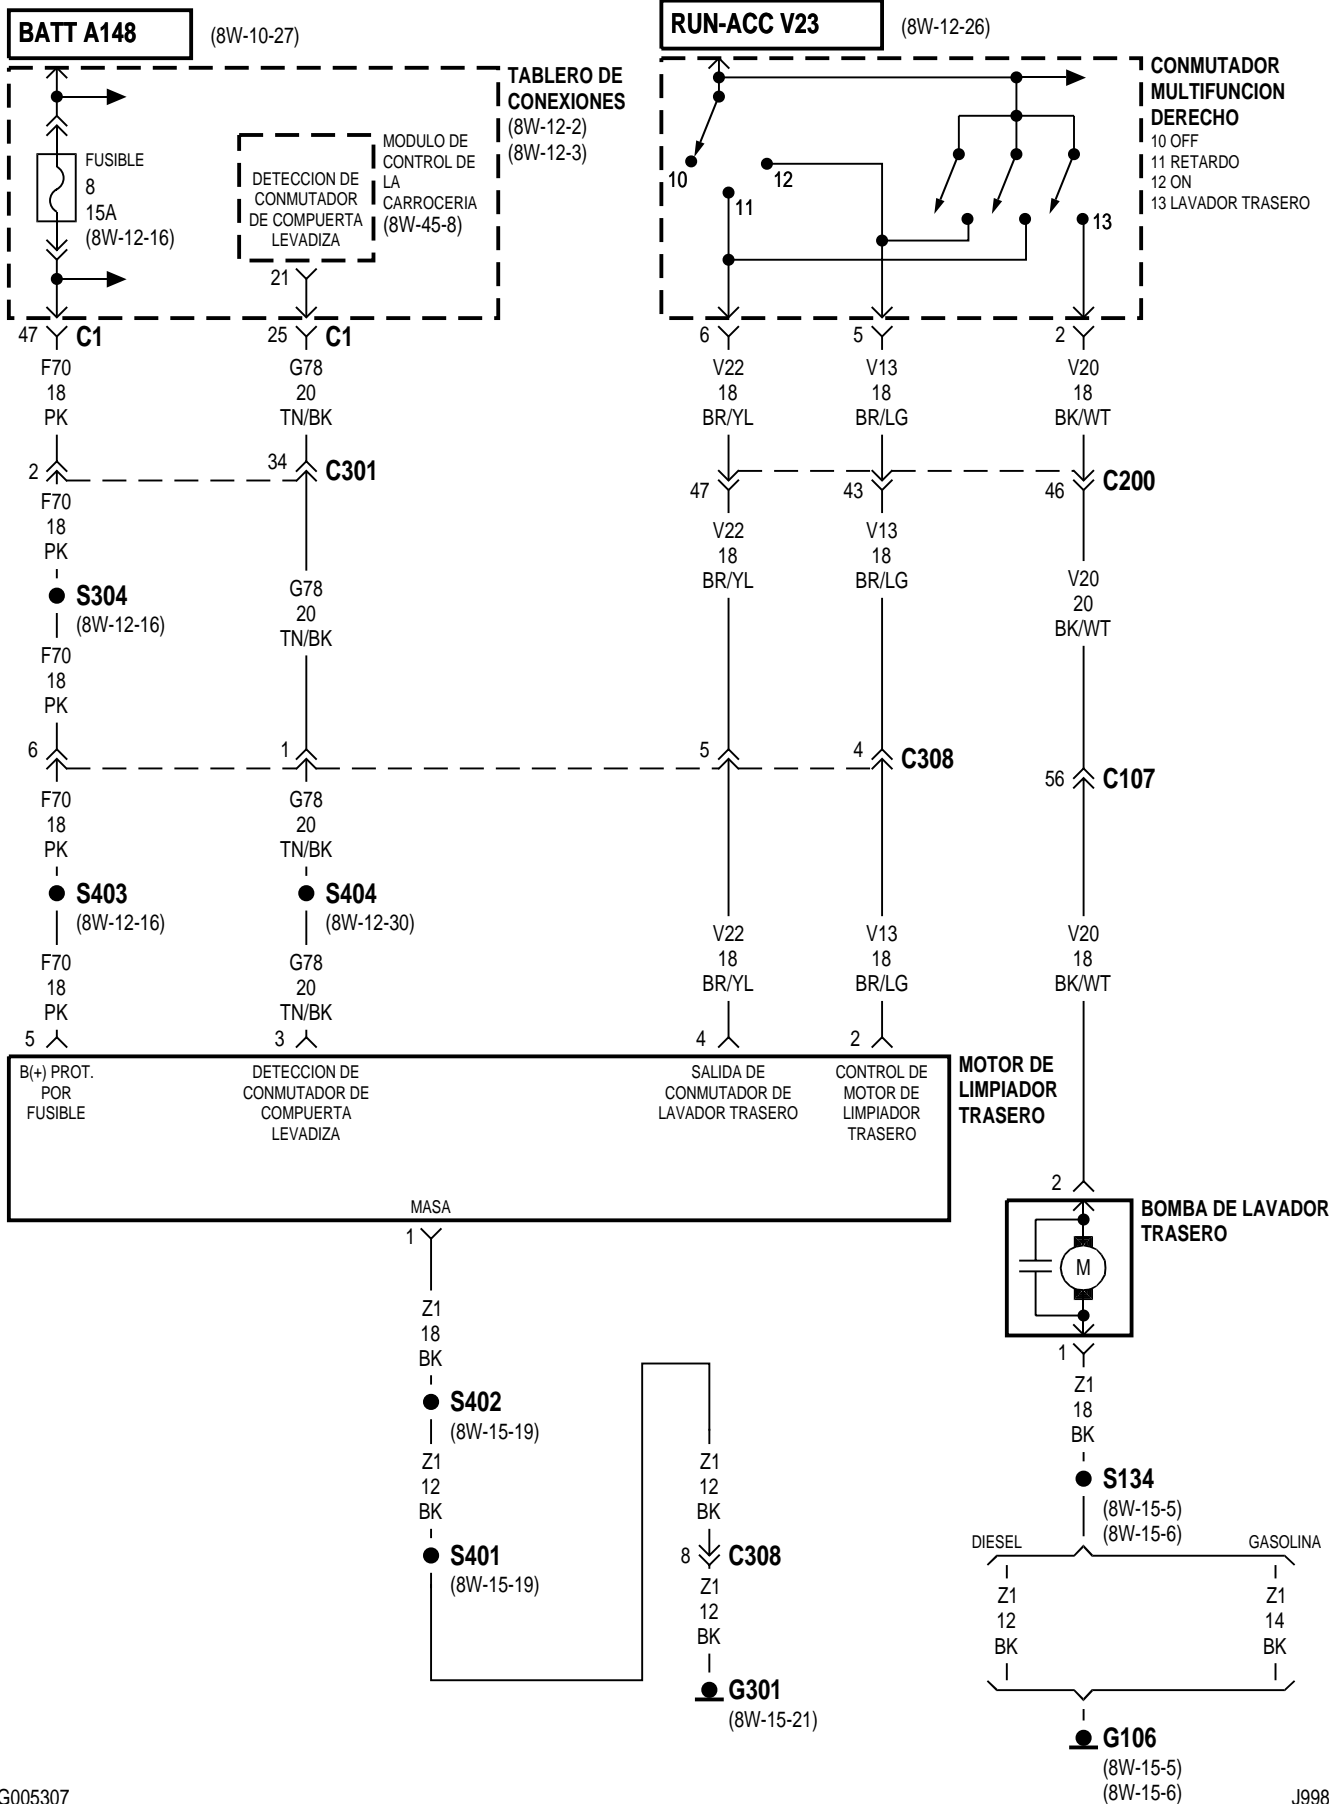 BATT A148
(8W-10-27)
RUN-ACC V23
(8W-12-26)
TABLERO DE
CONEXIONES
(8W-12-2)
(8W-12-3)
FUSIBLE
8
15A
(8W-12-16)
DETECCION DE
CONMUTADOR
DE COMPUERTA
LEVADIZA
MODULO DE
CONTROL DE
LA
CARROCERIA
(8W-45-8)
21
CONMUTADOR
MULTIFUNCION
DERECHO
10 OFF
11 RETARDO
12 ON
13 LAVADOR TRASERO
10
12
11
13
47 C1
25 C1
6
5
2
F70
18
PK
G78
20
TN/BK
V22
18
BR/YL
V13
18
BR/LG
V20
18
BK/WT
2
34 C301
47
43
46 C200
F70
18
PK
S304
(8W-12-16)
F70
18
PK
G78
20
TN/BK
V22
18
BR/YL
V13
18
BR/LG
V20
20
BK/WT
6
1
5
4 C308
56 C107
F70
18
PK
G78
20
TN/BK
S403
(8W-12-16)
S404
(8W-12-30)
F70
18
PK
G78
20
TN/BK
V22
18
BR/YL
V13
18
BR/LG
V20
18
BK/WT
5
3
4
2
B(+) PROT.
POR
FUSIBLE
DETECCION DE
CONMUTADOR DE
COMPUERTA
LEVADIZA
SALIDA DE
CONMUTADOR DE
LAVADOR TRASERO
CONTROL DE
MOTOR DE
LIMPIADOR
TRASERO
MOTOR DE
LIMPIADOR
TRASERO
MASA
1
2
BOMBA DE LAVADOR
TRASERO
M
1
Z1
18
BK
S402
(8W-15-19)
Z1
12
BK
S401
(8W-15-19)
Z1
12
BK
8 C308
Z1
12
BK
G301
(8W-15-21)
Z1
18
BK
S134
(8W-15-5)
(8W-15-6)
DIESEL
GASOLINA
Z1
12
BK
Z1
14
BK
G106
(8W-15-5)
(8W-15-6)
G005307
J998